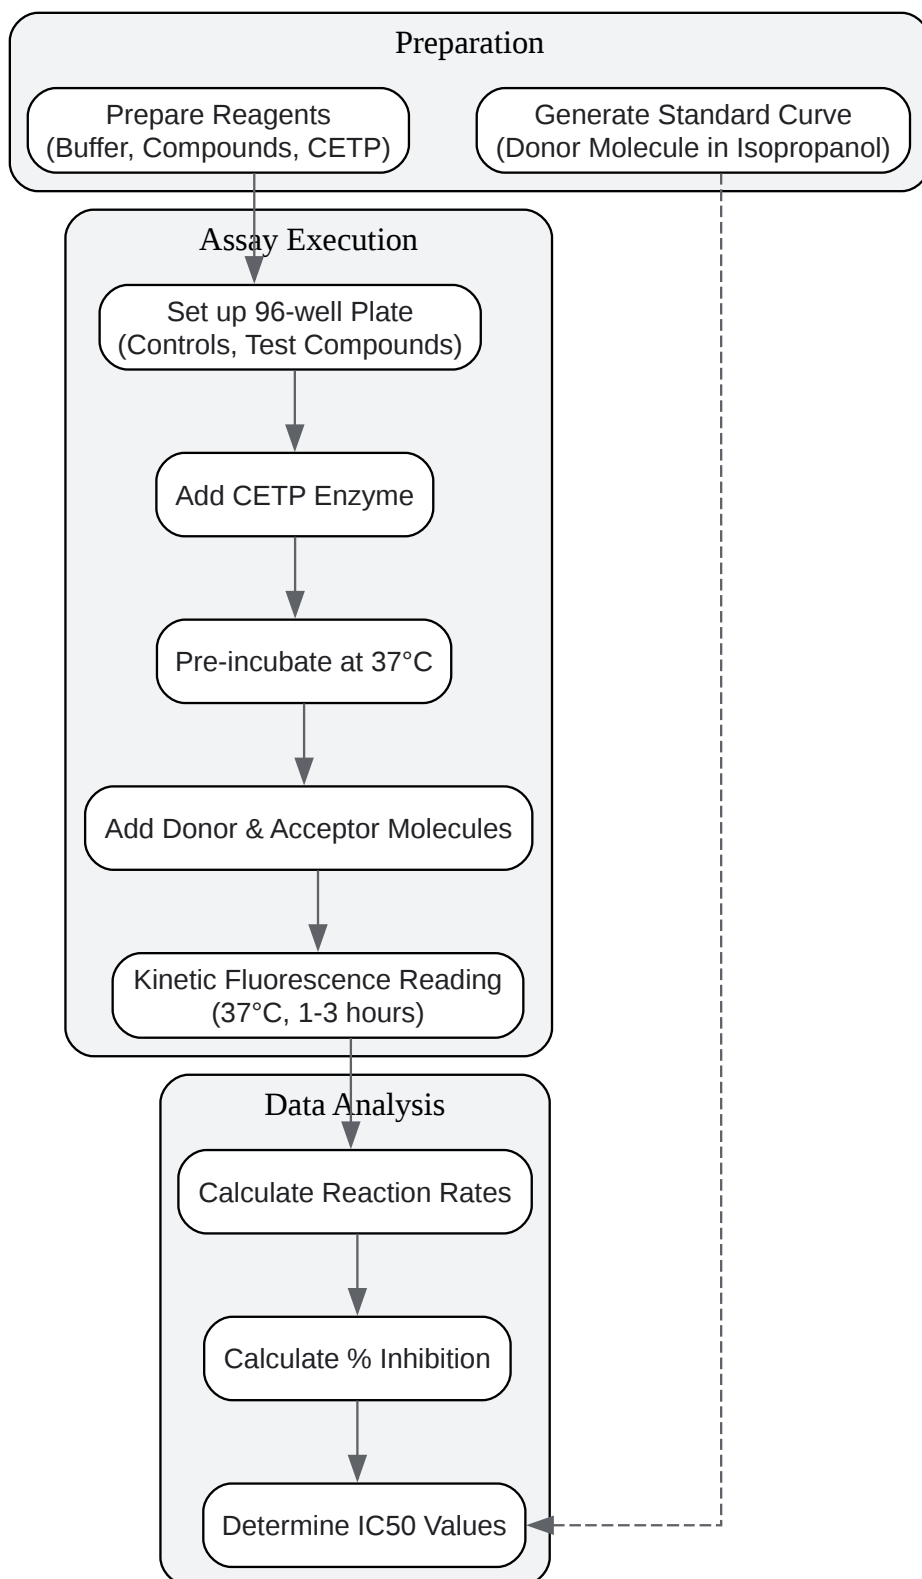 Preparation
Prepare Reagents
(Buffer, Compounds, CETP)
Generate Standard Curve
(Donor Molecule in Isopropanol)
Assay Execution
Set up 96-well Plate
(Controls, Test Compounds)
Add CETP Enzyme
Pre-incubate at 37°C
Add Donor & Acceptor Molecules
Kinetic Fluorescence Reading
(37°C, 1-3 hours)
Data Analysis
Calculate Reaction Rates
Calculate % Inhibition
Determine IC50 Values